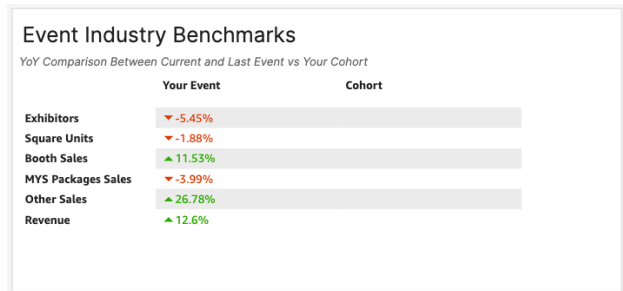 Event Industry Benchmarks
YoY Comparison Between Current and Last Event vs Your Cohort
Your Event Cohort
Exhibitors -5.45%
Square Units -1.88%
Booth Sales 11.53%
MYS Packages Sales -3.99%
Other Sales 26.78%
Revenue 12.6%